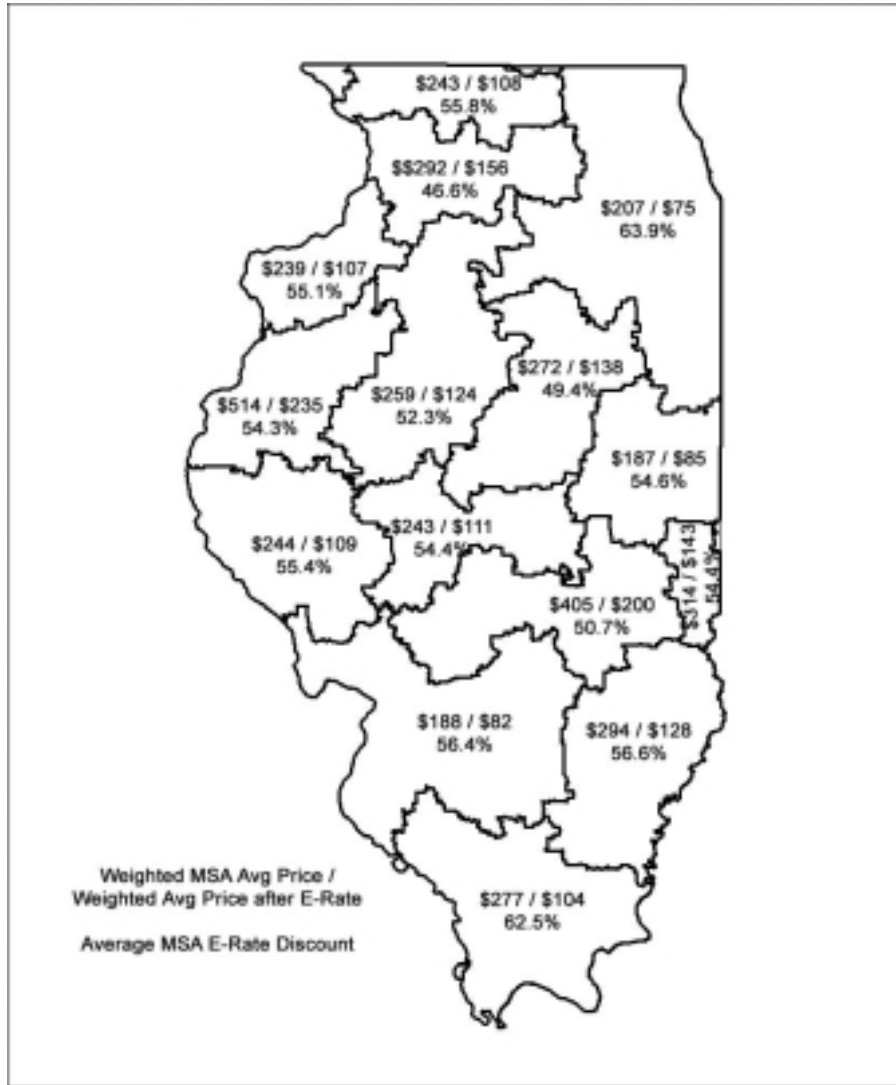 $243 / $108
55.8%
$$292 / $156
46.6%
$207 / $75
63.9%
$239 / $107
55.1%
$272 / $138
49.4%
$259 / $124
52.3%
$514 / $235
54.3%
$187 / $85
54.6%
$243 / $111
54.4%
$244 / $109
55.4%
$314 / $143
54.4%
$405 / $200
50.7%
$188 / $82
56.4%
$294 / $128
56.6%
Weighted MSA Avg Price /
Weighted Avg Price after E-Rate
Average MSA E-Rate Discount
$277 / $104
62.5%